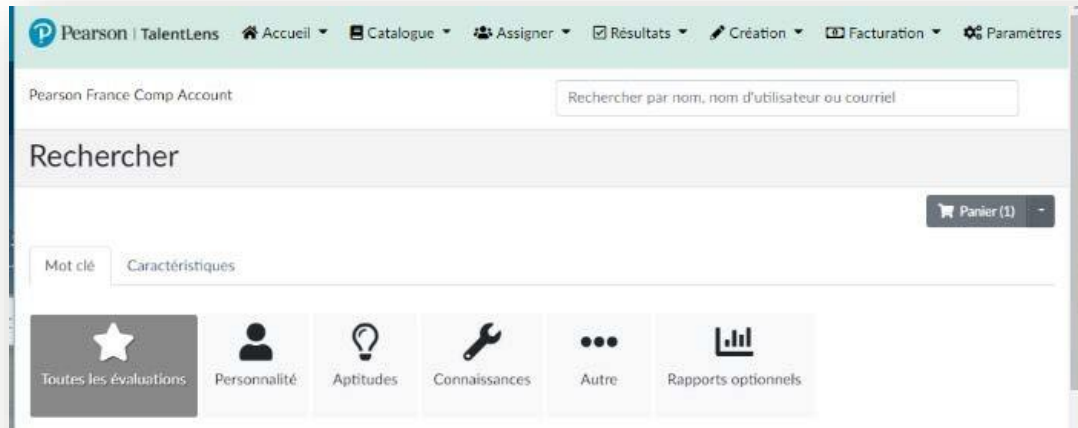 Pearson | TalentLens Accueil Catalogue Assigner Résultats Création Facturation Paramètres
Pearson France Comp Account Rechercher par nom, nom d'utilisateur ou courriel
Rechercher
Panier (1)
Mot clé Caractéristiques
Toutes les évaluations Personnalité Aptitudes Connaissances Autre Rapports optionnels